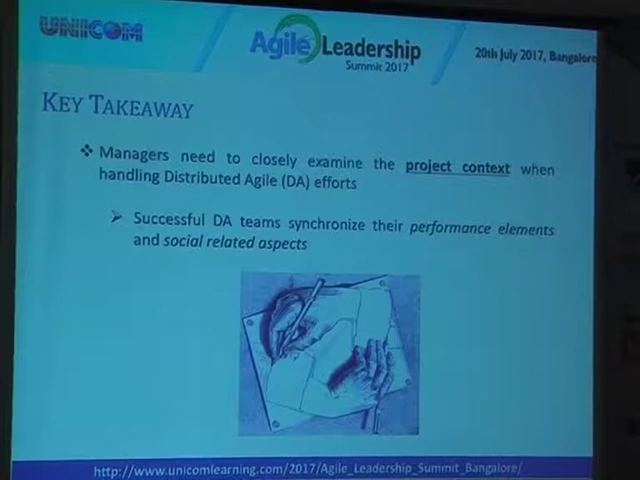 UNICOM
Agile Leadership
Summit 2017
20th July 2017, Bangalore
KEY TAKEAWAY
❖ Managers need to closely examine the project context when
handling Distributed Agile (DA) efforts
➢ Successful DA teams synchronize their performance elements
and social related aspects
http://www.unicomlearning.com/2017/Agile_Leadership_Summit_Bangalore/